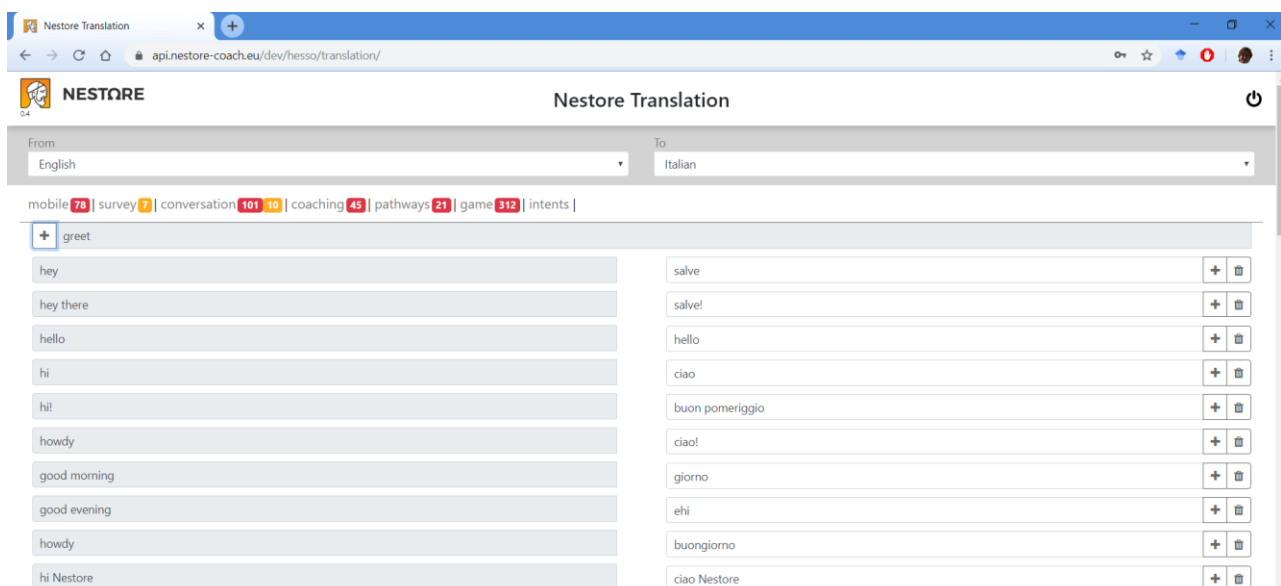 Nestore Translation
api.nestore-coach.eu/dev/hesso/translation/
NESTORE
0.4
Nestore Translation
From To
English Italian
mobile 78 | survey 7 | conversation 101 10 | coaching 45 | pathways 21 | game 312 | intents |
greet
hey salve
hey there salve!
hello hello
hi ciao
hi! buon pomeriggio
howdy ciao!
good morning giorno
good evening ehi
howdy buongiorno
hi Nestore ciao Nestore